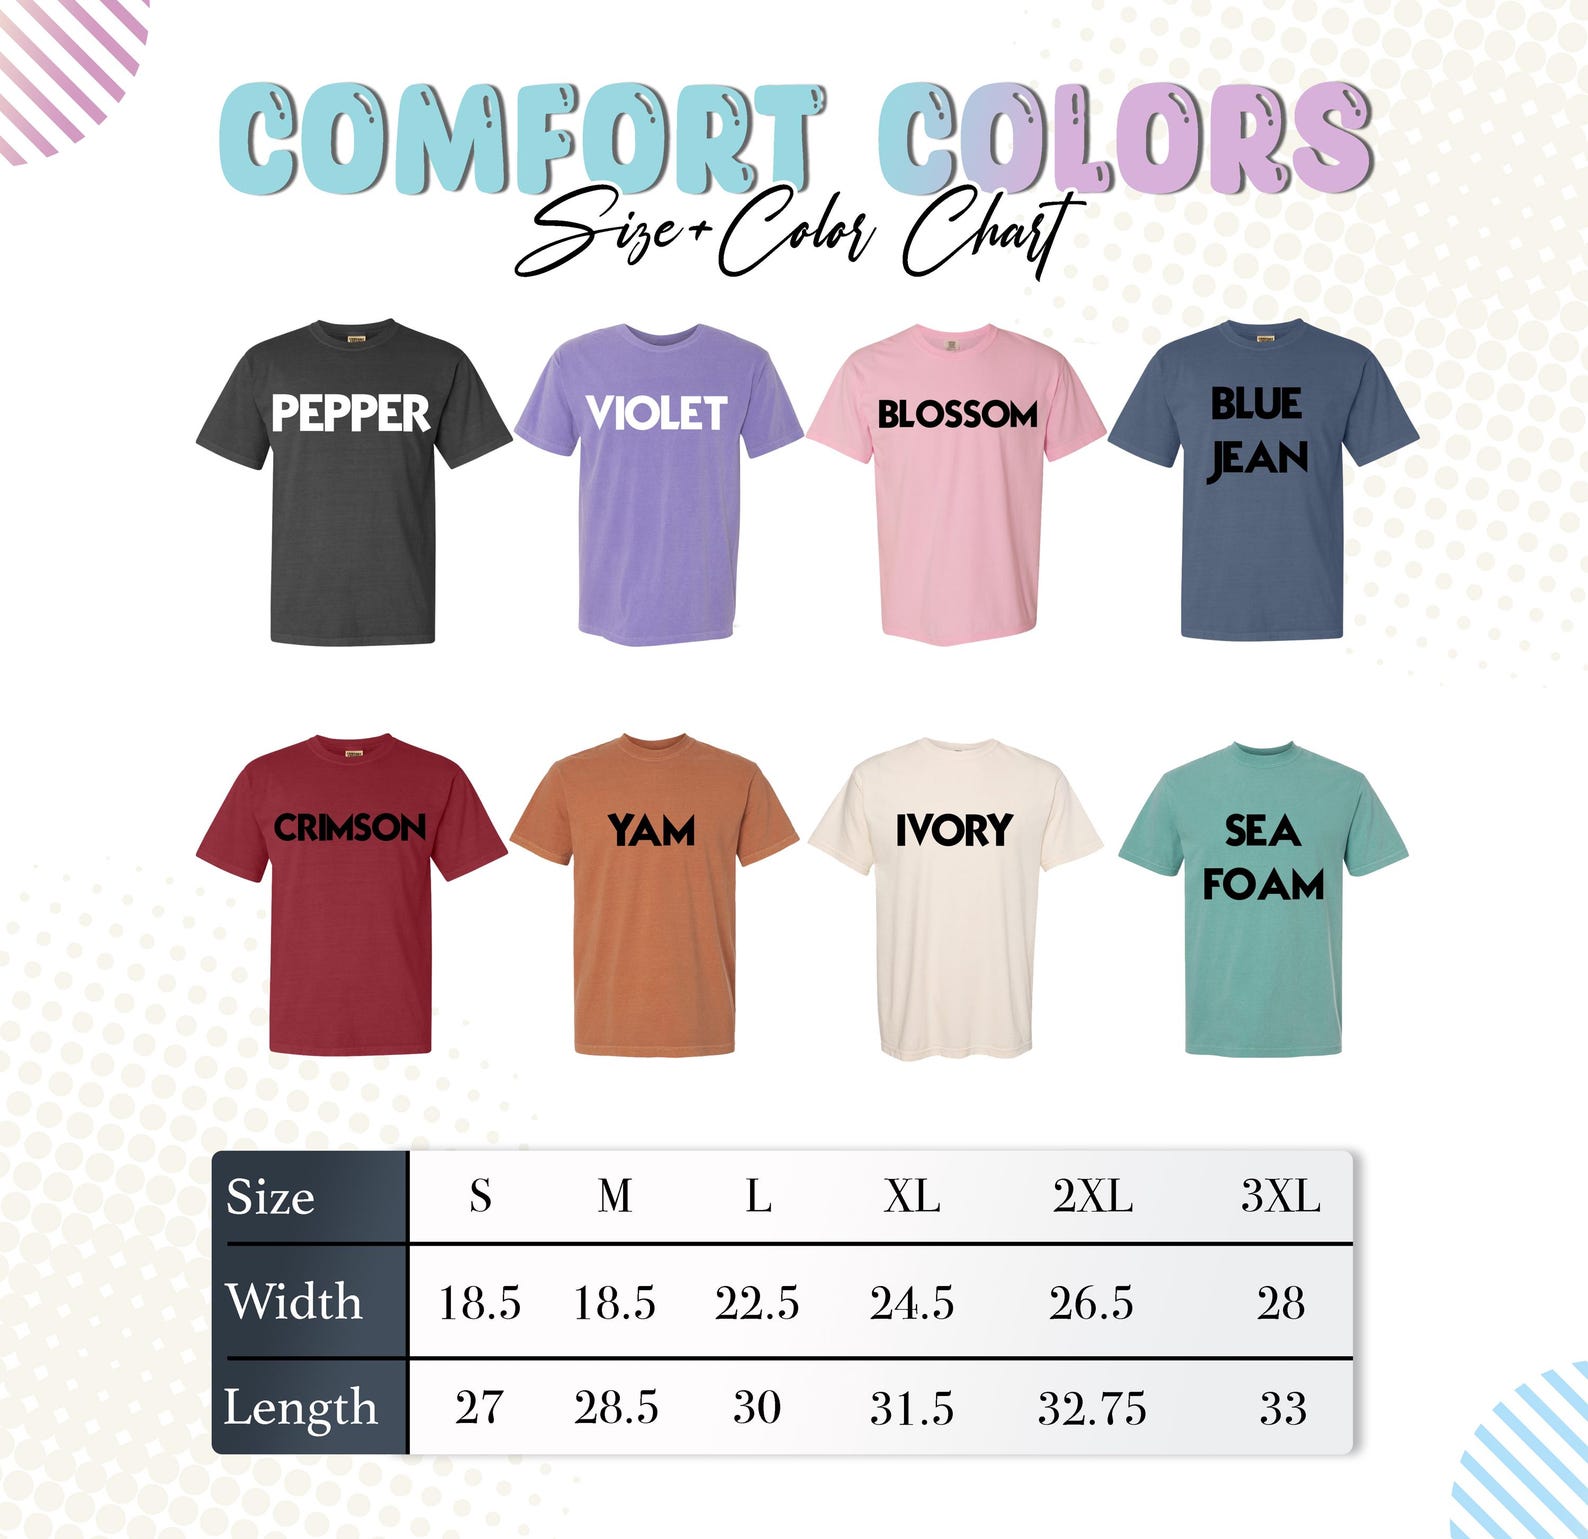 COMFORT COLORS
Size+Color Chart
PEPPER
VIOLET
BLOSSOM
BLUE
JEAN
CRIMSON
YAM
IVORY
SEA
FOAM
Size S M L XL 2XL 3XL
Width 18.5 18.5 22.5 24.5 26.5 28
Length 27 28.5 30 31.5 32.75 33